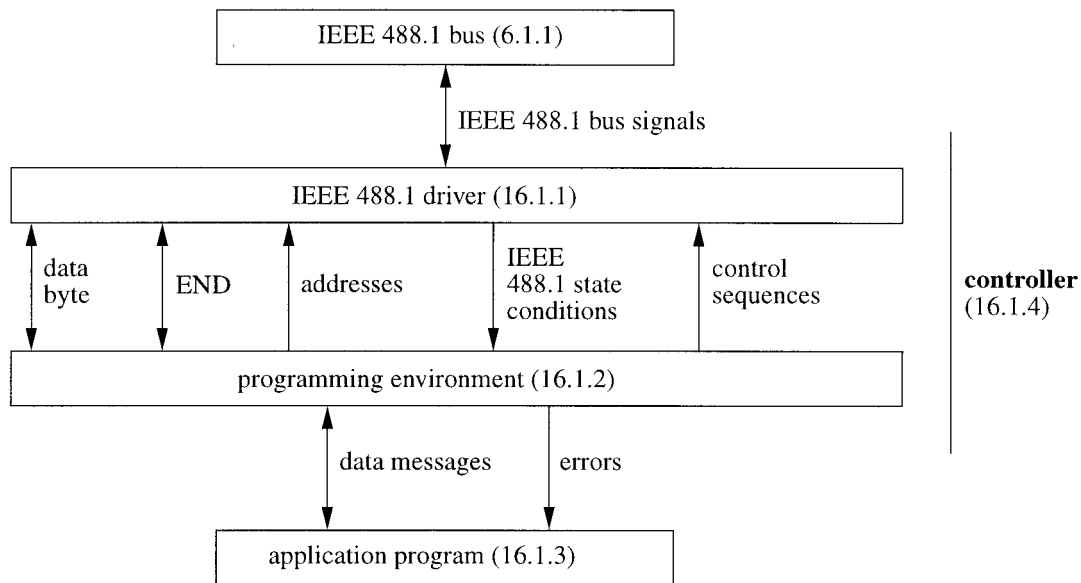 IEEE 488.1 bus (6.1.1)
IEEE 488.1 bus signals
IEEE 488.1 driver (16.1.1)
data
byte
END
addresses
IEEE
488.1 state
conditions
control
sequences
controller
(16.1.4)
programming environment (16.1.2)
data messages
errors
application program (16.1.3)